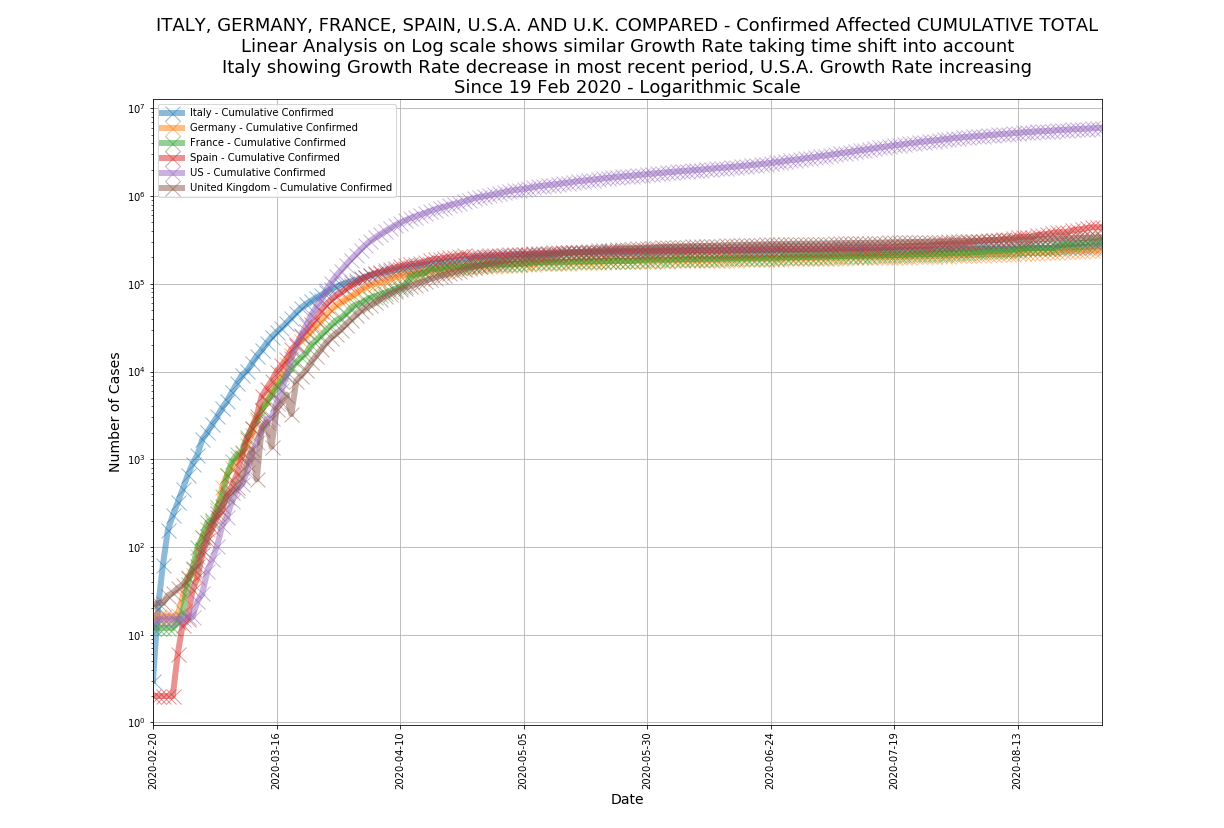 ITALY, GERMANY, FRANCE, SPAIN, U.S.A. AND U.K. COMPARED - Confirmed Affected CUMULATIVE TOTAL
Linear Analysis on Log scale shows similar Growth Rate taking time shift into account
Italy showing Growth Rate decrease in most recent period, U.S.A. Growth Rate increasing
Since 19 Feb 2020 - Logarithmic Scale
Italy - Cumulative Confirmed
Germany - Cumulative Confirmed
France - Cumulative Confirmed
Spain - Cumulative Confirmed
US - Cumulative Confirmed
United Kingdom - Cumulative Confirmed
Number of Cases
10⁷
10⁶
10⁵
10⁴
10³
10²
10¹
10⁰
2020-02-20
2020-03-16
2020-04-10
2020-05-05
2020-05-30
2020-06-24
2020-07-19
2020-08-13
Date